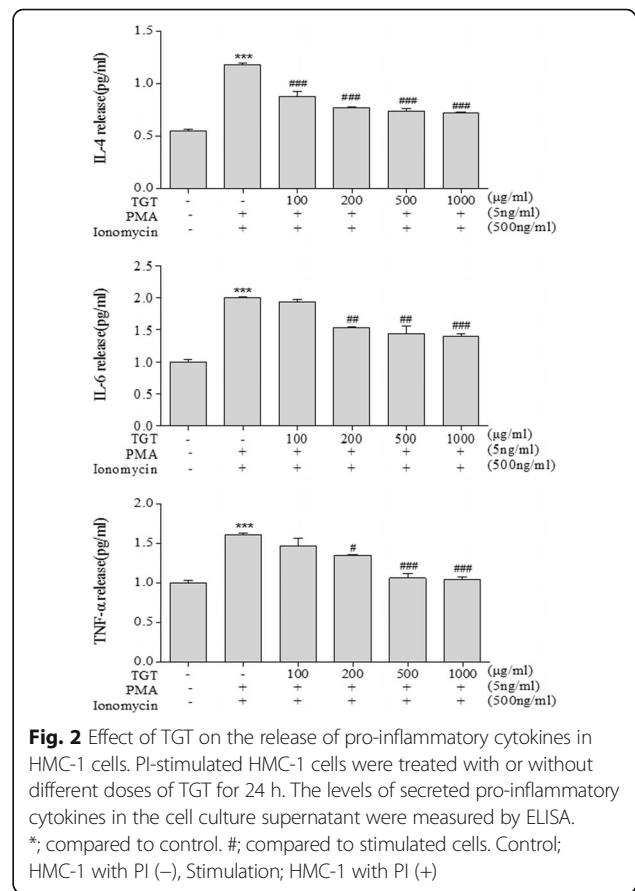 1.5
1.0
0.5
0.0
IL-4 release(pg/ml)
***
###
###
###
###
TGT - - 100 200 500 1000 (μg/ml)
PMA - + + + + + (5ng/ml)
Ionomycin - + + + + + (500ng/ml)
2.5
2.0
1.5
1.0
0.5
0.0
IL-6 release(pg/ml)
***
##
##
###
TGT - - 100 200 500 1000 (μg/ml)
PMA - + + + + + (5ng/ml)
Ionomycin - + + + + + (500ng/ml)
2.0
1.5
1.0
0.5
0.0
TNF-α release(pg/ml)
***
#
###
###
TGT - - 100 200 500 1000 (μg/ml)
PMA - + + + + + (5ng/ml)
Ionomycin - + + + + + (500ng/ml)
Fig. 2 Effect of TGT on the release of pro-inflammatory cytokines in
HMC-1 cells. PI-stimulated HMC-1 cells were treated with or without
different doses of TGT for 24 h. The levels of secreted pro-inflammatory
cytokines in the cell culture supernatant were measured by ELISA.
*; compared to control. #; compared to stimulated cells. Control;
HMC-1 with PI (−), Stimulation; HMC-1 with PI (+)